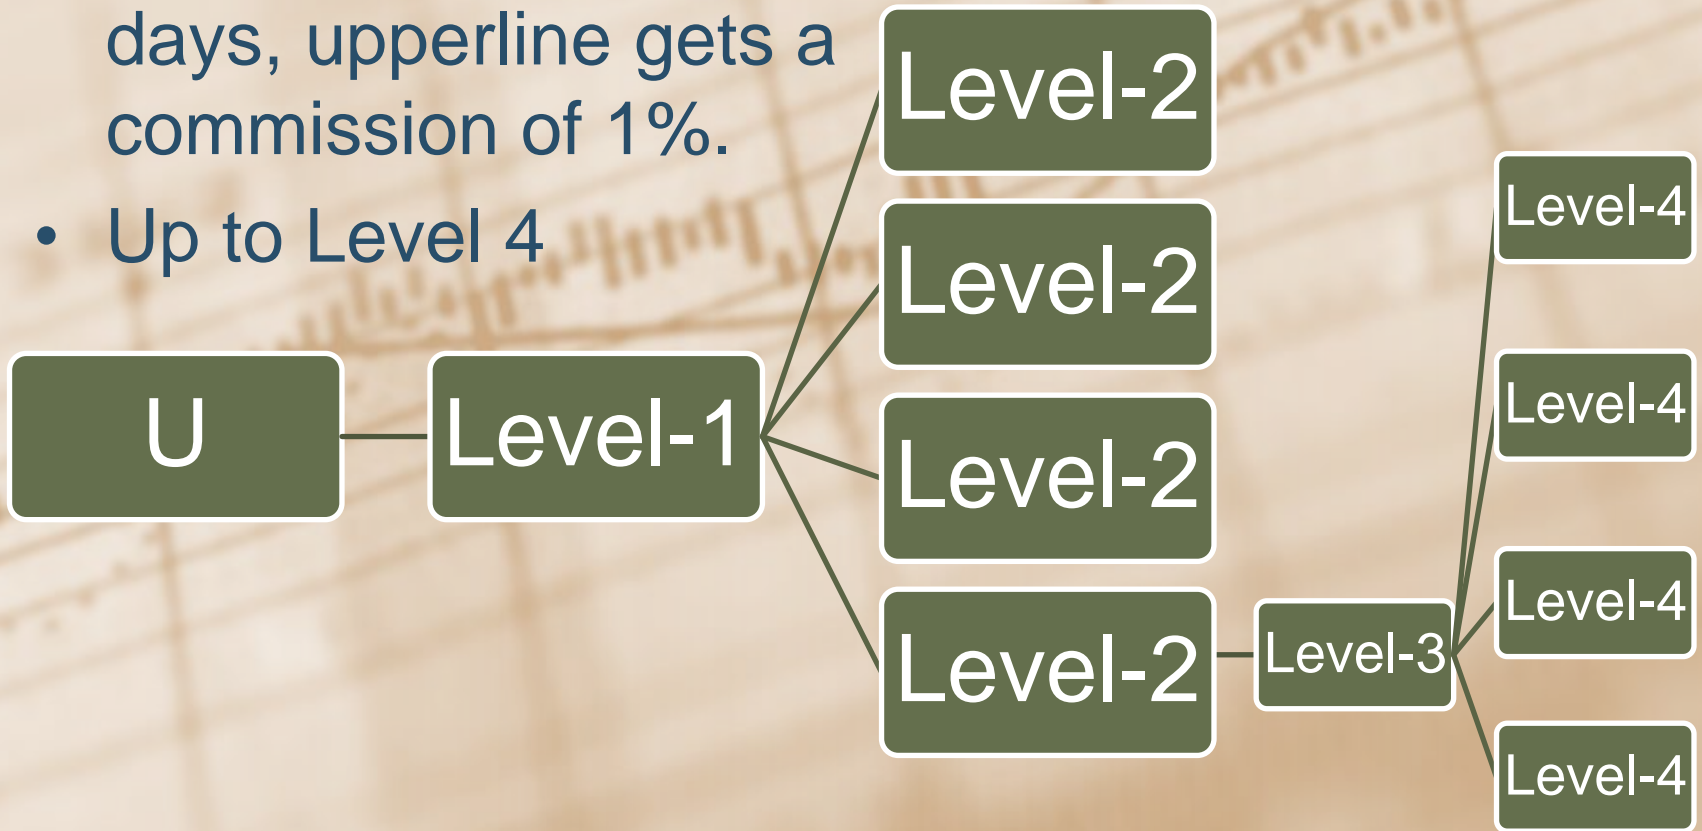 days, upperline gets a
commission of 1%.
• Up to Level 4
U
Level-1
Level-2
Level-2
Level-2
Level-2
Level-3
Level-4
Level-4
Level-4
Level-4